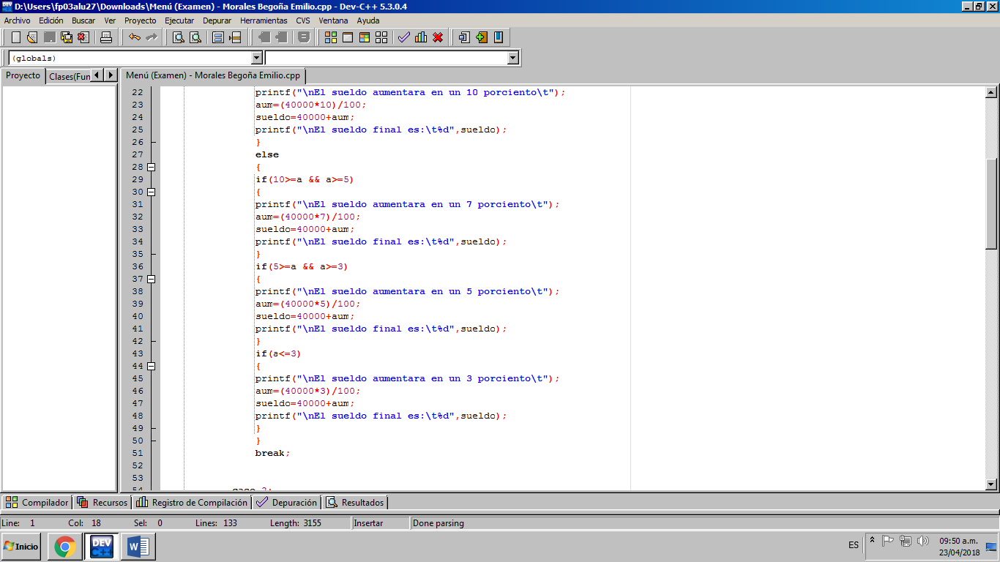 D:\Users\fp03alu27\Downloads\Menú (Examen) - Morales Begoña Emilio.cpp - Dev-C++ 5.3.0.4
Archivo Edición Buscar Ver Proyecto Ejecutar Depurar Herramientas CVS Ventana Ayuda
(globals)
Proyecto Clases(Fun Menú (Examen) - Morales Begoña Emilio.cpp
22 printf("\nEl sueldo aumentara en un 10 porciento\t");
23 aum=(40000*10)/100;
24 sueldo=40000+aum;
25 printf("\nEl sueldo final es:\t%d",sueldo);
26 }
27 else
28 {
29 if(10>=a && a>=5)
30 {
31 printf("\nEl sueldo aumentara en un 7 porciento\t");
32 aum=(40000*7)/100;
33 sueldo=40000+aum;
34 printf("\nEl sueldo final es:\t%d",sueldo);
35 }
36 if(5>=a && a>=3)
37 {
38 printf("\nEl sueldo aumentara en un 5 porciento\t");
39 aum=(40000*5)/100;
40 sueldo=40000+aum;
41 printf("\nEl sueldo final es:\t%d",sueldo);
42 }
43 if(a<=3)
44 {
45 printf("\nEl sueldo aumentara en un 3 porciento\t");
46 aum=(40000*3)/100;
47 sueldo=40000+aum;
48 printf("\nEl sueldo final es:\t%d",sueldo);
49 }
50 }
51 break;
52
53
54 case 2:
Compilador Recursos Registro de Compilación Depuración Resultados
Line: 1 Col: 18 Sel: 0 Lines: 133 Length: 3155 Insertar Done parsing
Inicio DEV C++ W ES 09:50 a.m.
23/04/2018